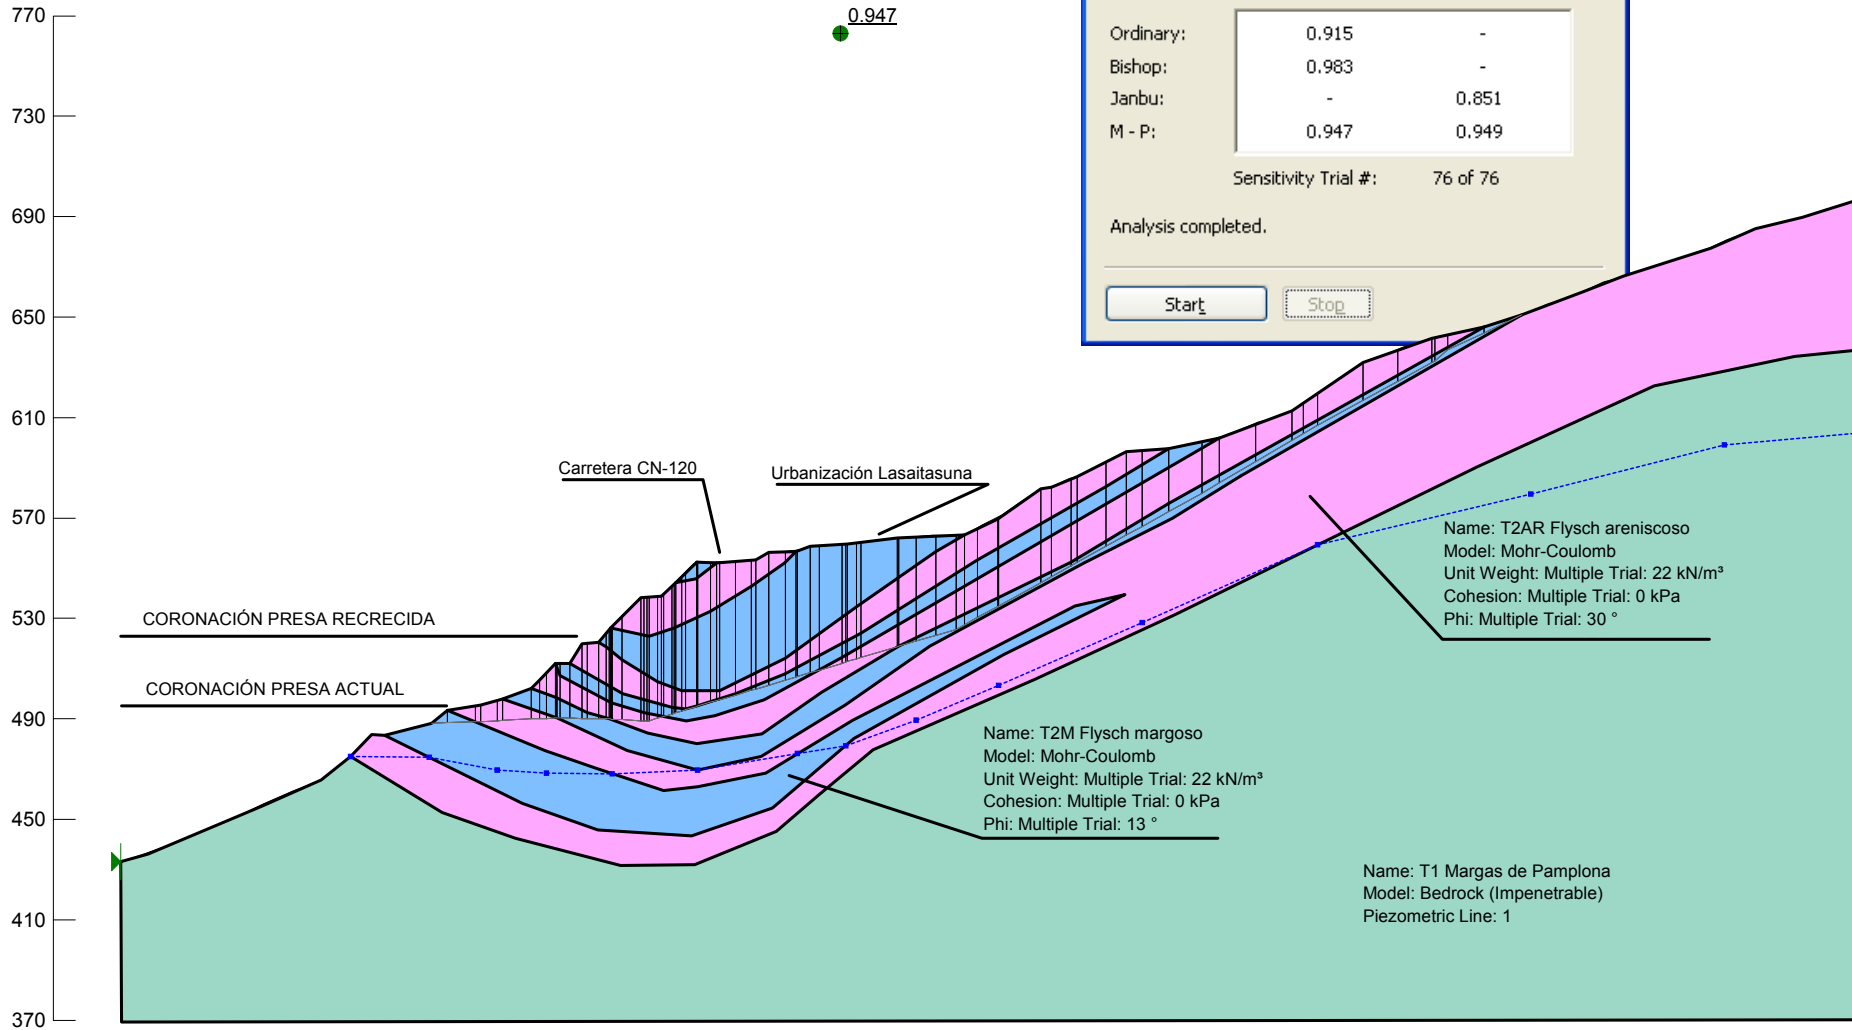 770
730
690
650
610
570
530
490
450
410
370
0.947
Ordinary: 0.915 -
Bishop: 0.983 -
Janbu: - 0.851
M - P: 0.947 0.949
Sensitivity Trial #: 76 of 76
Analysis completed.
Start Stop
Carretera CN-120
Urbanización Lasaitasuna
CORONACIÓN PRESA RECRECIDA
CORONACIÓN PRESA ACTUAL
Name: T2AR Flysch areniscoso
Model: Mohr-Coulomb
Unit Weight: Multiple Trial: 22 kN/m³
Cohesion: Multiple Trial: 0 kPa
Phi: Multiple Trial: 30 °
Name: T2M Flysch margoso
Model: Mohr-Coulomb
Unit Weight: Multiple Trial: 22 kN/m³
Cohesion: Multiple Trial: 0 kPa
Phi: Multiple Trial: 13 °
Name: T1 Margas de Pamplona
Model: Bedrock (Impenetrable)
Piezometric Line: 1